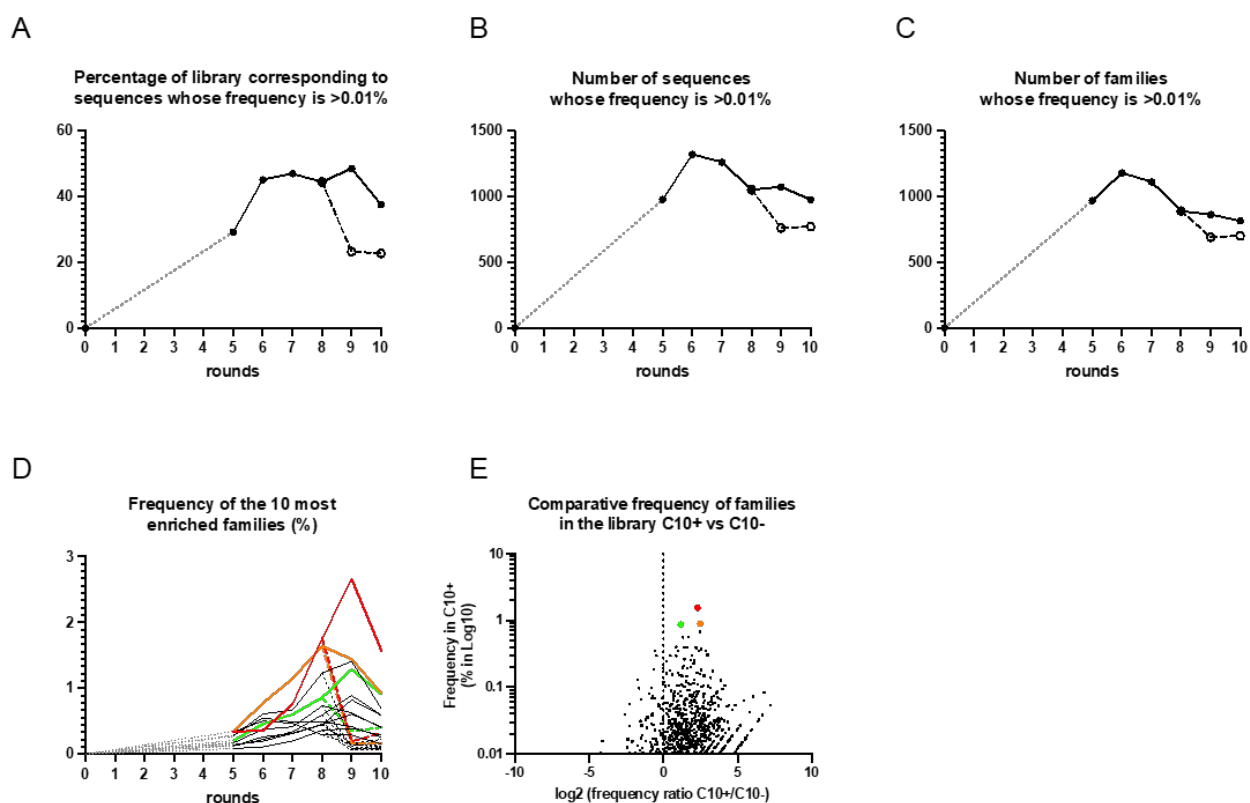 A
Percentage of library corresponding to
sequences whose frequency is >0.01%
60
40
20
0
0 1 2 3 4 5 6 7 8 9 10
rounds
B
Number of sequences
whose frequency is >0.01%
1500
1000
500
0
0 1 2 3 4 5 6 7 8 9 10
rounds
C
Number of families
whose frequency is >0.01%
1500
1000
500
0
0 1 2 3 4 5 6 7 8 9 10
rounds
D
Frequency of the 10 most
enriched families (%)
3
2
1
0
0 1 2 3 4 5 6 7 8 9 10
rounds
E
Comparative frequency of families
in the library C10+ vs C10-
Frequency in C10+
(% in Log10)
10
1
0.1
0.01
-10 -5 0 5 10
log2 (frequency ratio C10+/C10-)